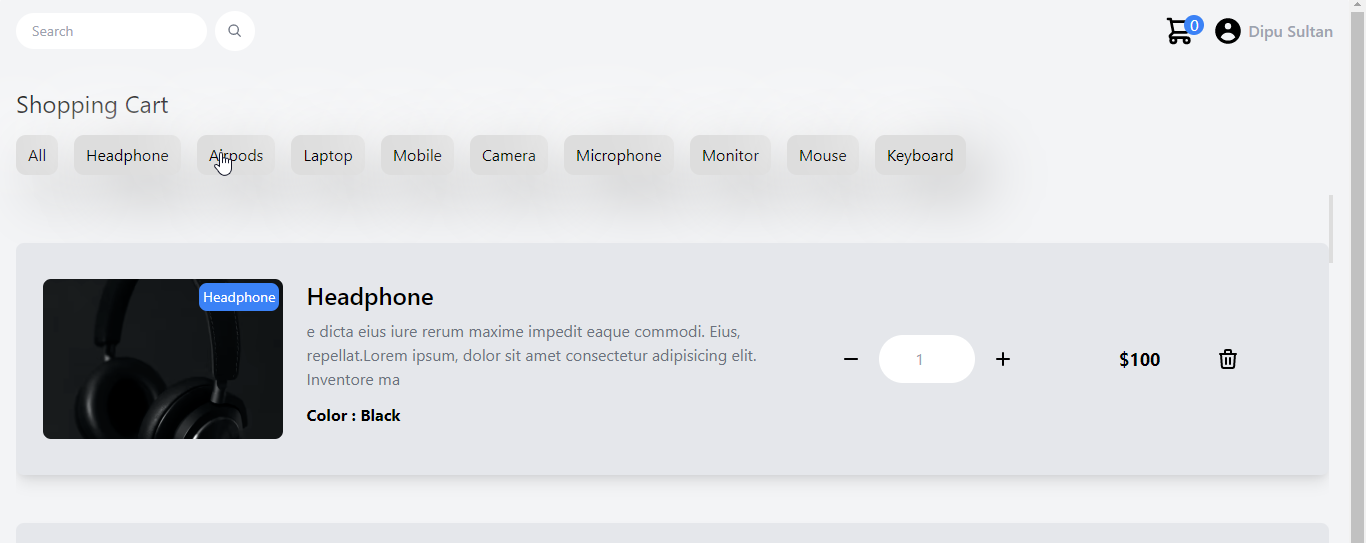 Search
0
Dipu Sultan
Shopping Cart
All
Headphone
Airpods
Laptop
Mobile
Camera
Microphone
Monitor
Mouse
Keyboard
Headphone
Headphone
e dicta eius iure rerum maxime impedit eaque commodi. Eius,
repellat.Lorem ipsum, dolor sit amet consectetur adipisicing elit.
Inventore ma
Color : Black
1
$100